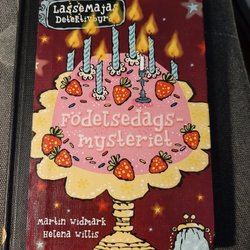 LasseMajas
Detektivbyrå
Födelsedags-
mysteriet
Martin Widmark
Helena Willis